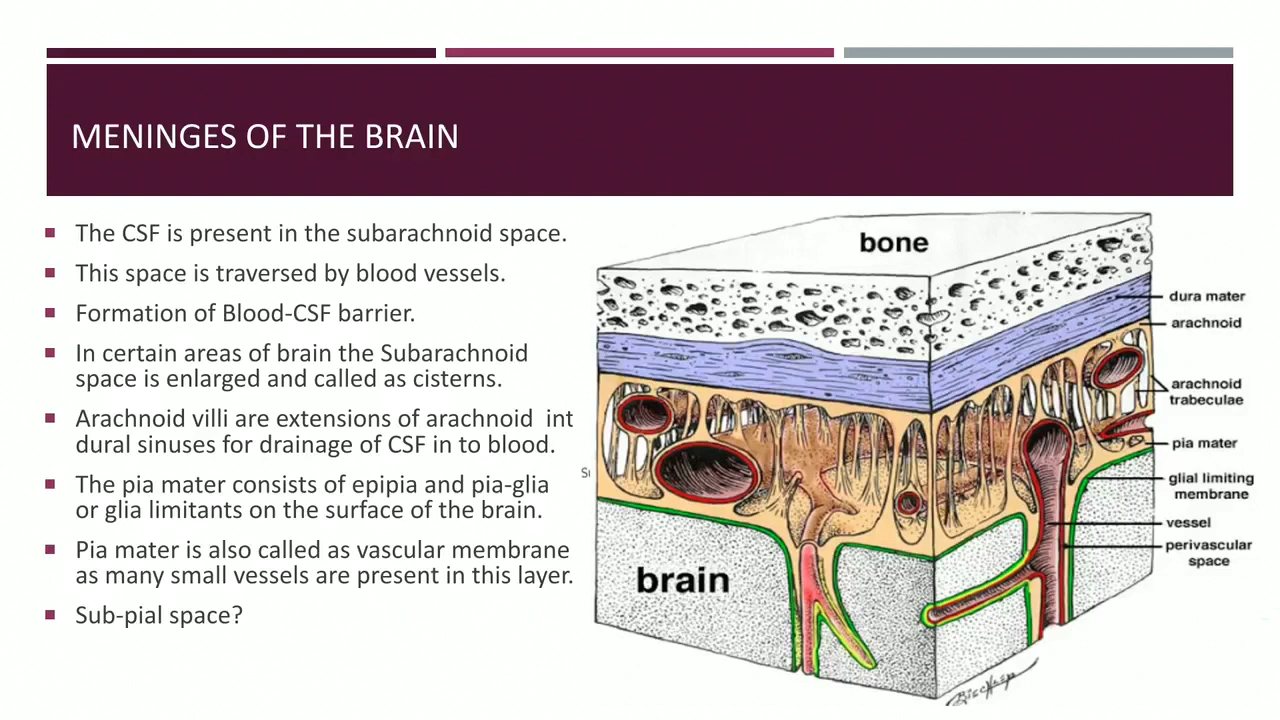 MENINGES OF THE BRAIN
The CSF is present in the subarachnoid space.
This space is traversed by blood vessels.
Formation of Blood-CSF barrier.
In certain areas of brain the Subarachnoid
space is enlarged and called as cisterns.
Arachnoid villi are extensions of arachnoid int
dural sinuses for drainage of CSF in to blood.
The pia mater consists of epipia and pia-glia
or glia limitants on the surface of the brain.
Pia mater is also called as vascular membrane
as many small vessels are present in this layer.
Sub-pial space?
bone
dura mater
arachnoid
arachnoid
trabeculae
pia mater
glial limiting
membrane
vessel
perivascular
space
brain